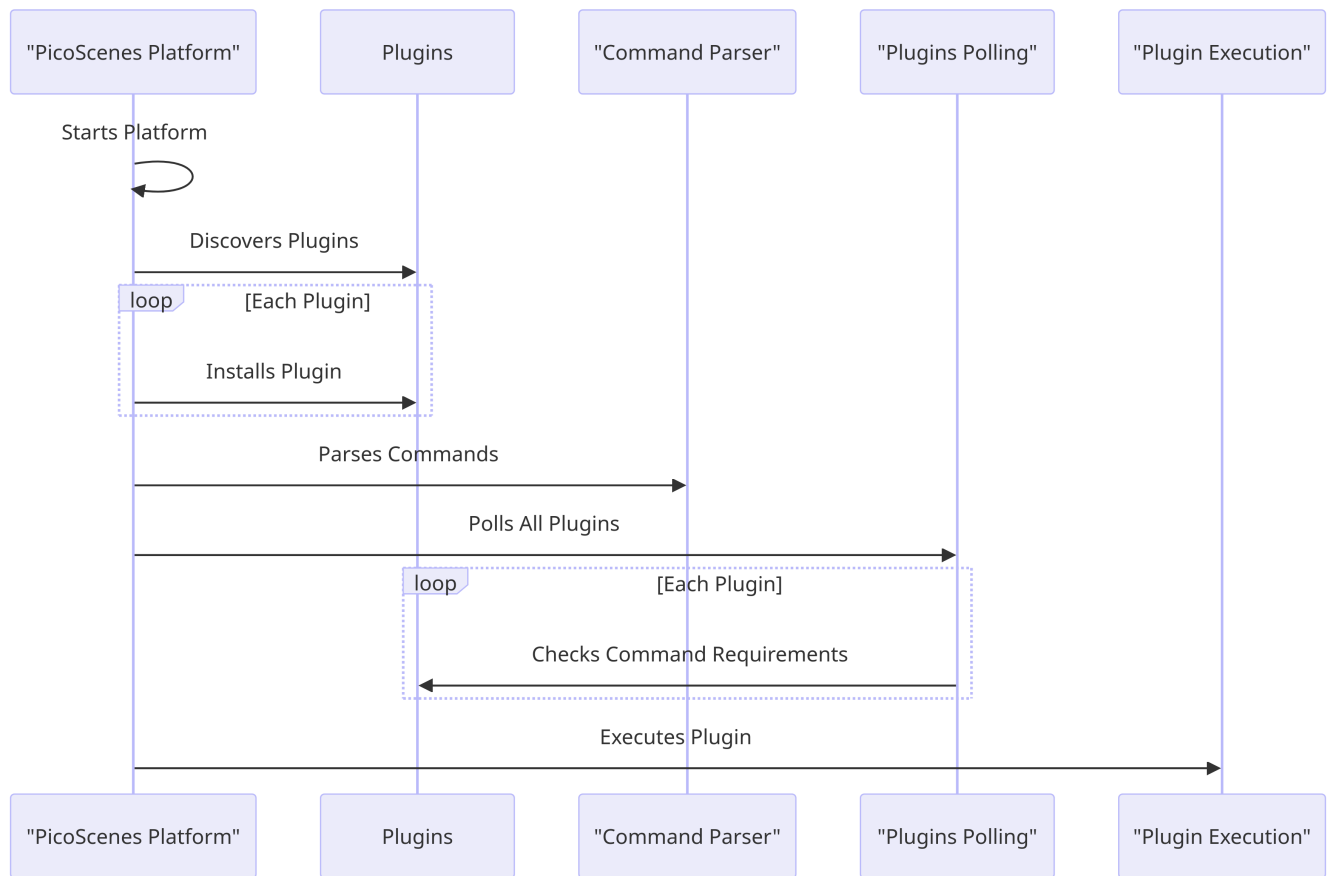 "PicoScenes Platform"
Plugins
"Command Parser"
"Plugins Polling"
"Plugin Execution"
Starts Platform
Discovers Plugins
loop
[Each Plugin]
Installs Plugin
Parses Commands
Polls All Plugins
loop
[Each Plugin]
Checks Command Requirements
Executes Plugin
"PicoScenes Platform"
Plugins
"Command Parser"
"Plugins Polling"
"Plugin Execution"